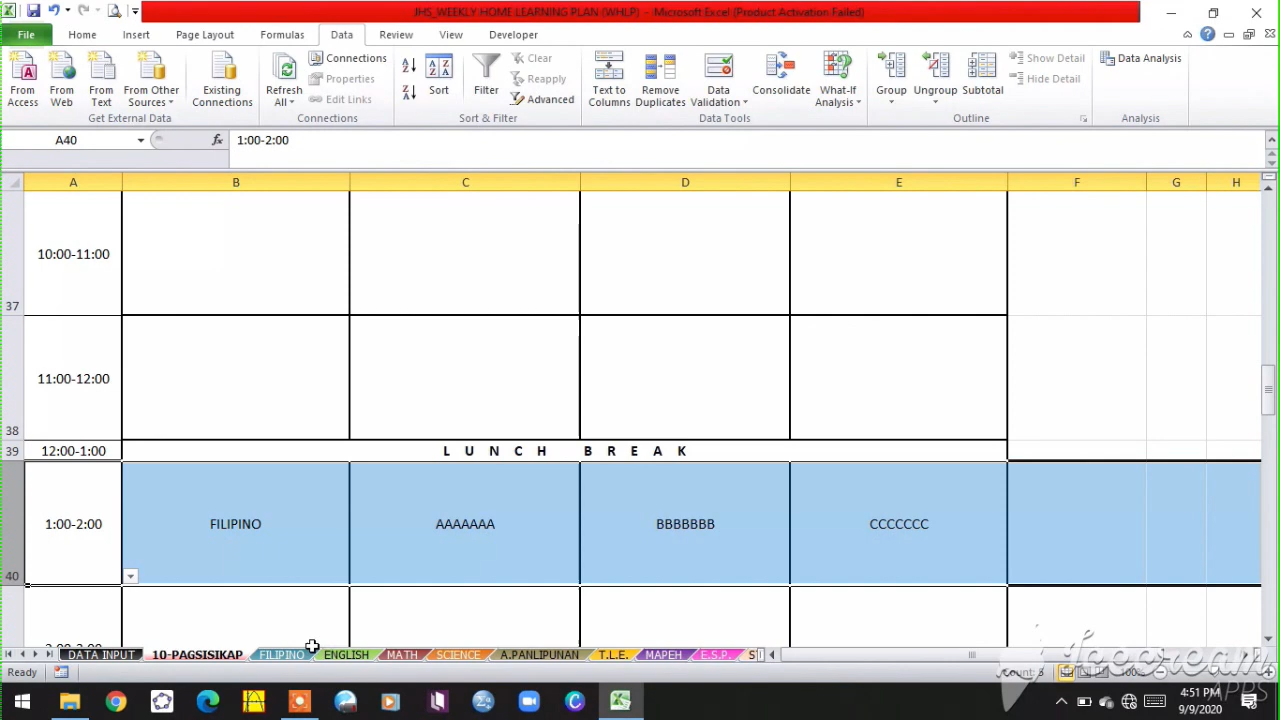 JHS_WEEKLY HOME LEARNING PLAN (WHLP) - Microsoft Excel (Product Activation Failed)
File Home Insert Page Layout Formulas Data Review View Developer
From Access
From Web
From Text
From Other Sources
Existing Connections
Get External Data
Refresh All
Connections
Properties
Edit Links
Connections
Sort
Sort & Filter
Filter
Clear
Reapply
Advanced
Text to Columns
Remove Duplicates
Data Validation
Consolidate
What-If Analysis
Data Tools
Group
Ungroup
Subtotal
Show Detail
Hide Detail
Outline
Data Analysis
Analysis
A40 fx 1:00-2:00
A B C D E F G H
10:00-11:00
37
11:00-12:00
38
39 12:00-1:00 L U N C H B R E A K
1:00-2:00 FILIPINO AAAAAAA BBBBBBB CCCCCCC
40
DATA INPUT 10-PAGSISIKAP FILIPINO ENGLISH MATH SCIENCE A.PANLIPUNAN T.L.E. MAPEH E.S.P. S
Ready 100%
Icecream APPS
4:51 PM
9/9/2020